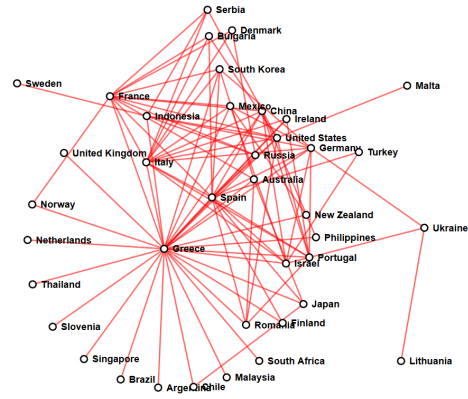 Serbia
Denmark
Bulgaria
South Korea
Sweden
Malta
France
Mexico
China
Indonesia
Ireland
United States
Germany
Turkey
United Kingdom
Italy
Russia
Australia
Spain
Norway
New Zealand
Ukraine
Netherlands
Philippines
Greece
Portugal
Israel
Thailand
Japan
Slovenia
Romania
Finland
Singapore
South Africa
Lithuania
Brazil
Malaysia
Argentina
Chile